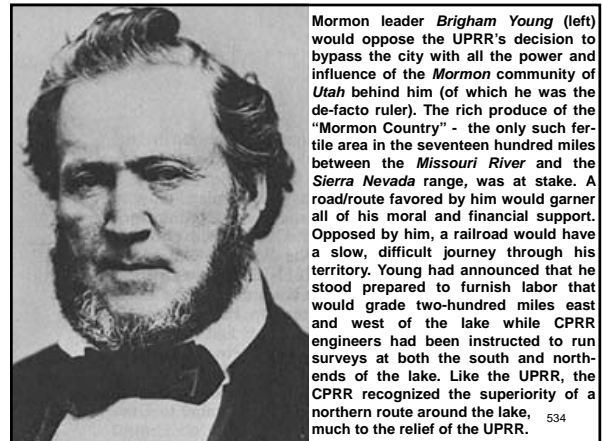 Mormon leader Brigham Young (left)
would oppose the UPRR’s decision to
bypass the city with all the power and
influence of the Mormon community of
Utah behind him (of which he was the
de-facto ruler). The rich produce of the
“Mormon Country” - the only such fer-
tile area in the seventeen hundred miles
between the Missouri River and the
Sierra Nevada range, was at stake. A
road/route favored by him would garner
all of his moral and financial support.
Opposed by him, a railroad would have
a slow, difficult journey through his
territory. Young had announced that he
stood prepared to furnish labor that
would grade two-hundred miles east
and west of the lake while CPRR
engineers had been instructed to run
surveys at both the south and north-
ends of the lake. Like the UPRR, the
CPRR recognized the superiority of a
northern route around the lake,
much to the relief of the UPRR.
534